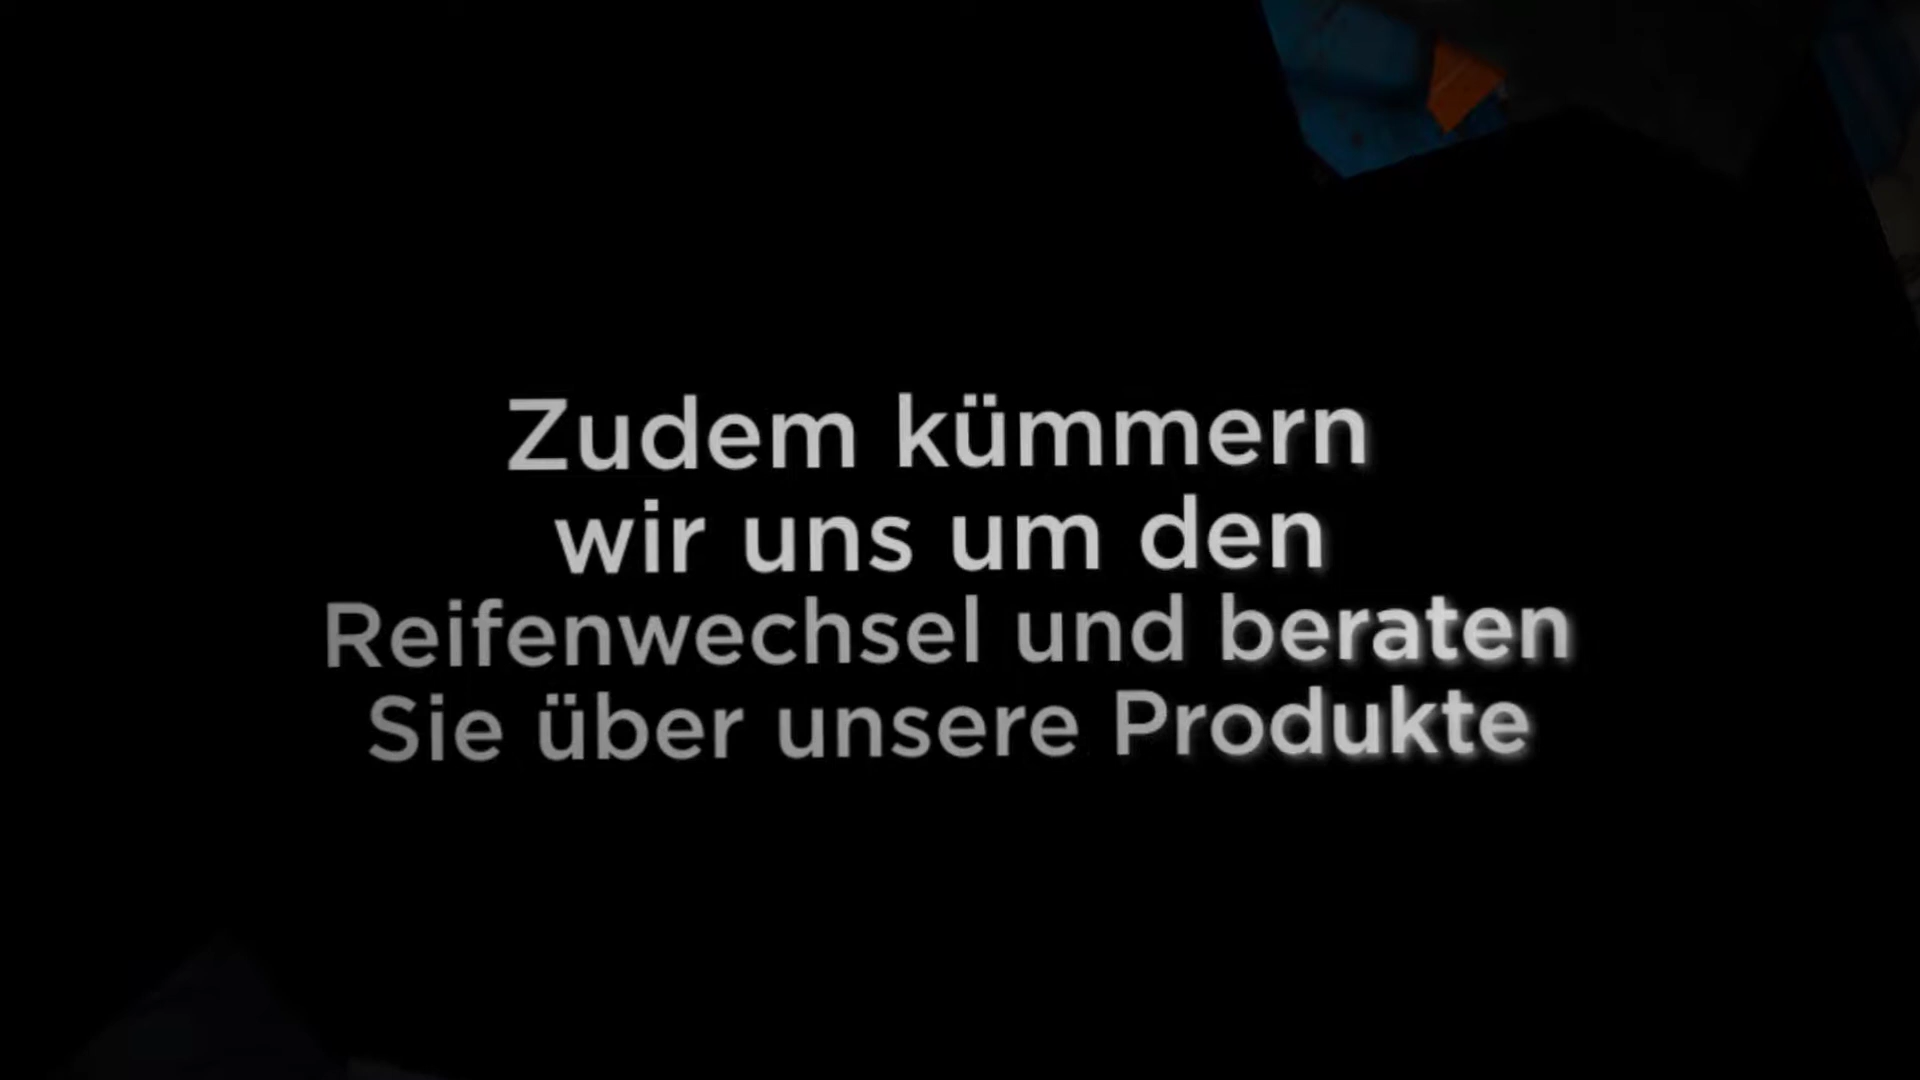 Zudem kümmern
wir uns um den
Reifenwechsel und beraten
Sie über unsere Produkte